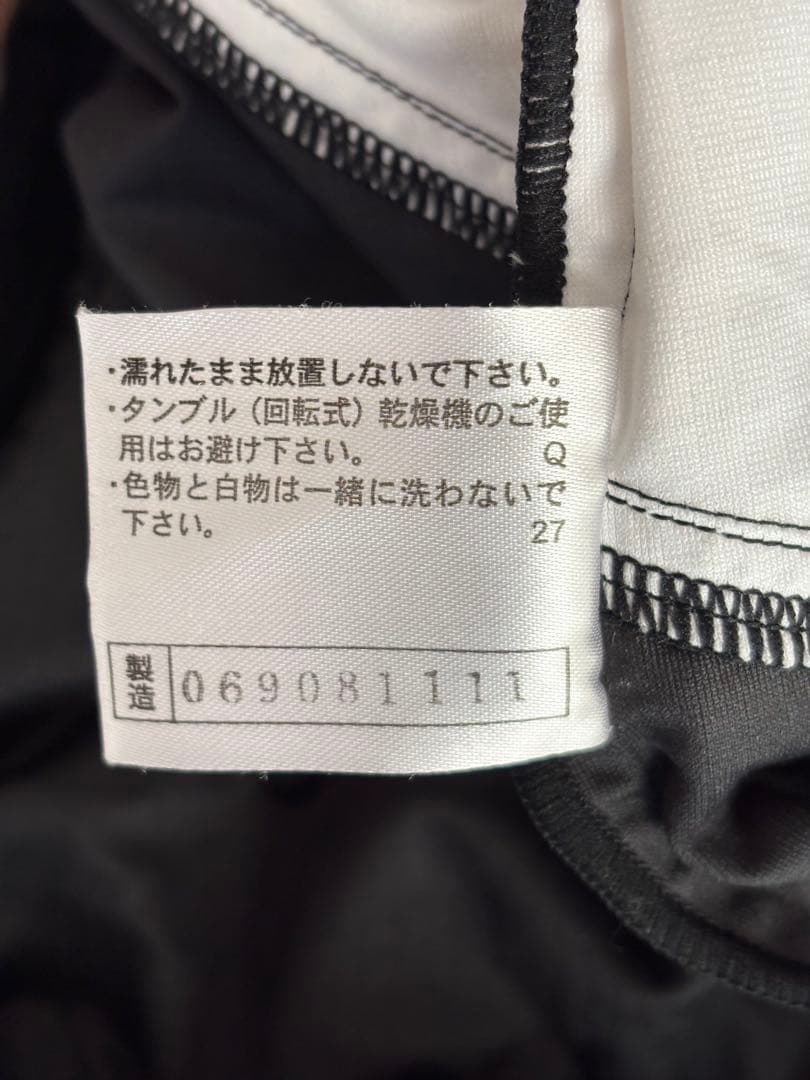 ・濡れたまま放置しないで下さい。
・タンブル（回転式）乾燥機のご使
用はお避け下さい。 Q
・色物と白物は一緒に洗わないで
下さい。 27
製造 069081111